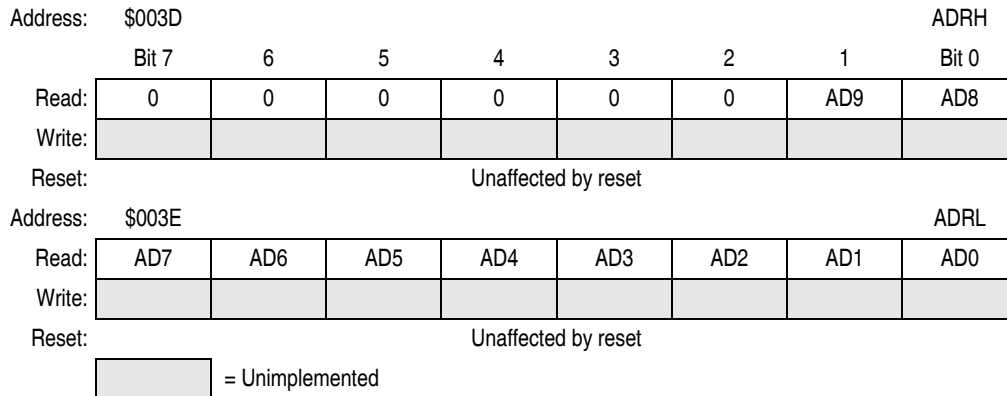 Address: $003D ADRH
Bit 7 6 5 4 3 2 1 Bit 0
Read: 0 0 0 0 0 0 AD9 AD8
Write:
Reset: Unaffected by reset
Address: $003E ADRL
Read: AD7 AD6 AD5 AD4 AD3 AD2 AD1 AD0
Write:
Reset: Unaffected by reset
= Unimplemented